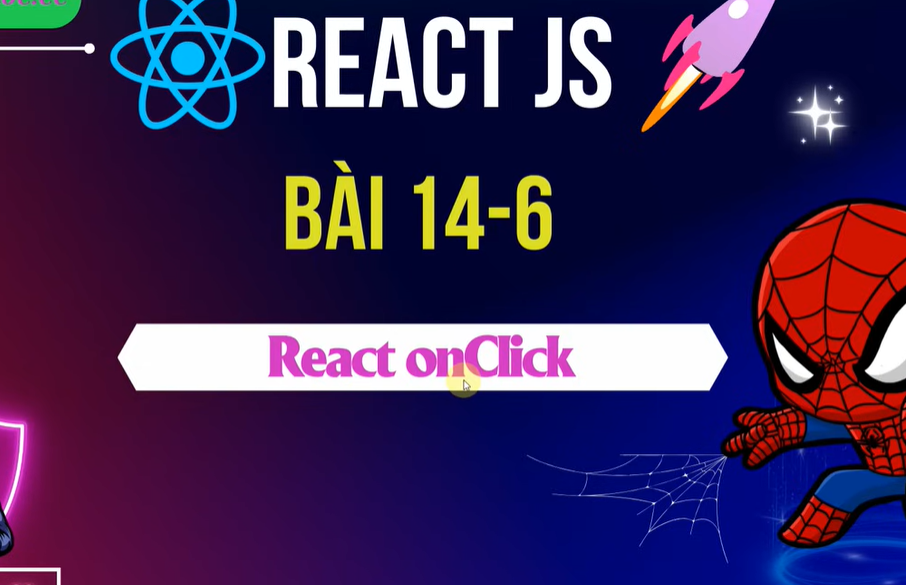 REACT JS
BÀI 14-6
React onClick